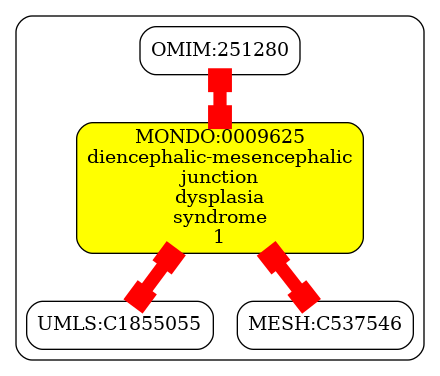 OMIM:251280
MONDO:0009625
diencephalic-mesencephalic
junction
dysplasia
syndrome
1
UMLS:C1855055
MESH:C537546